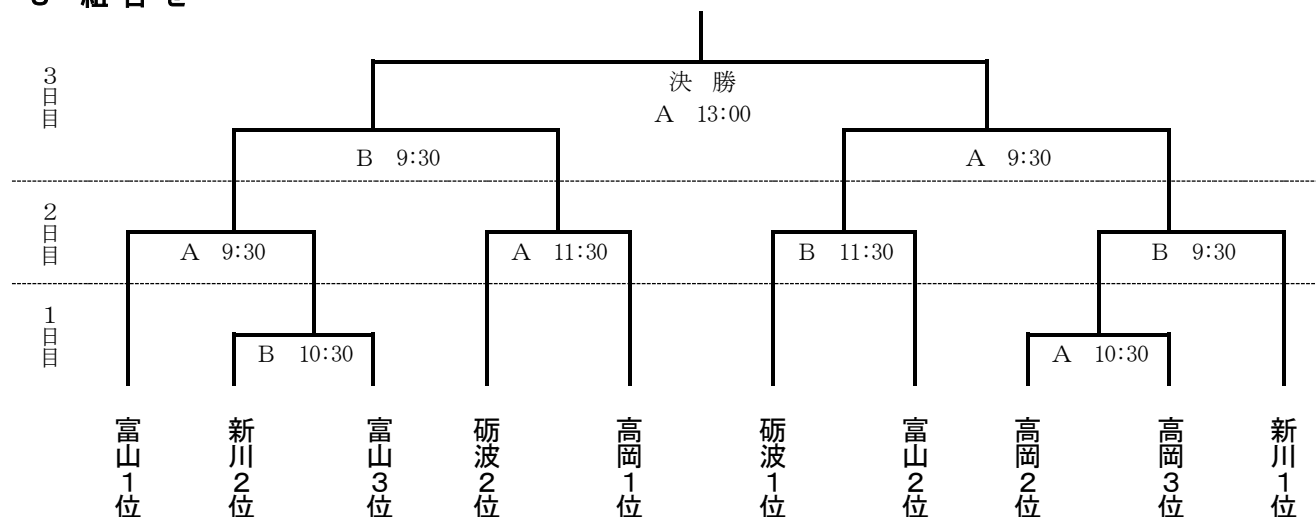 組合せ
3日目
決　勝
A　13:00
B　9:30
A　9:30
2日目
A　9:30
A　11:30
B　11:30
B　9:30
1日目
B　10:30
A　10:30
富山1位
新川2位
富山3位
砺波2位
高岡1位
砺波1位
富山2位
高岡2位
高岡3位
新川1位